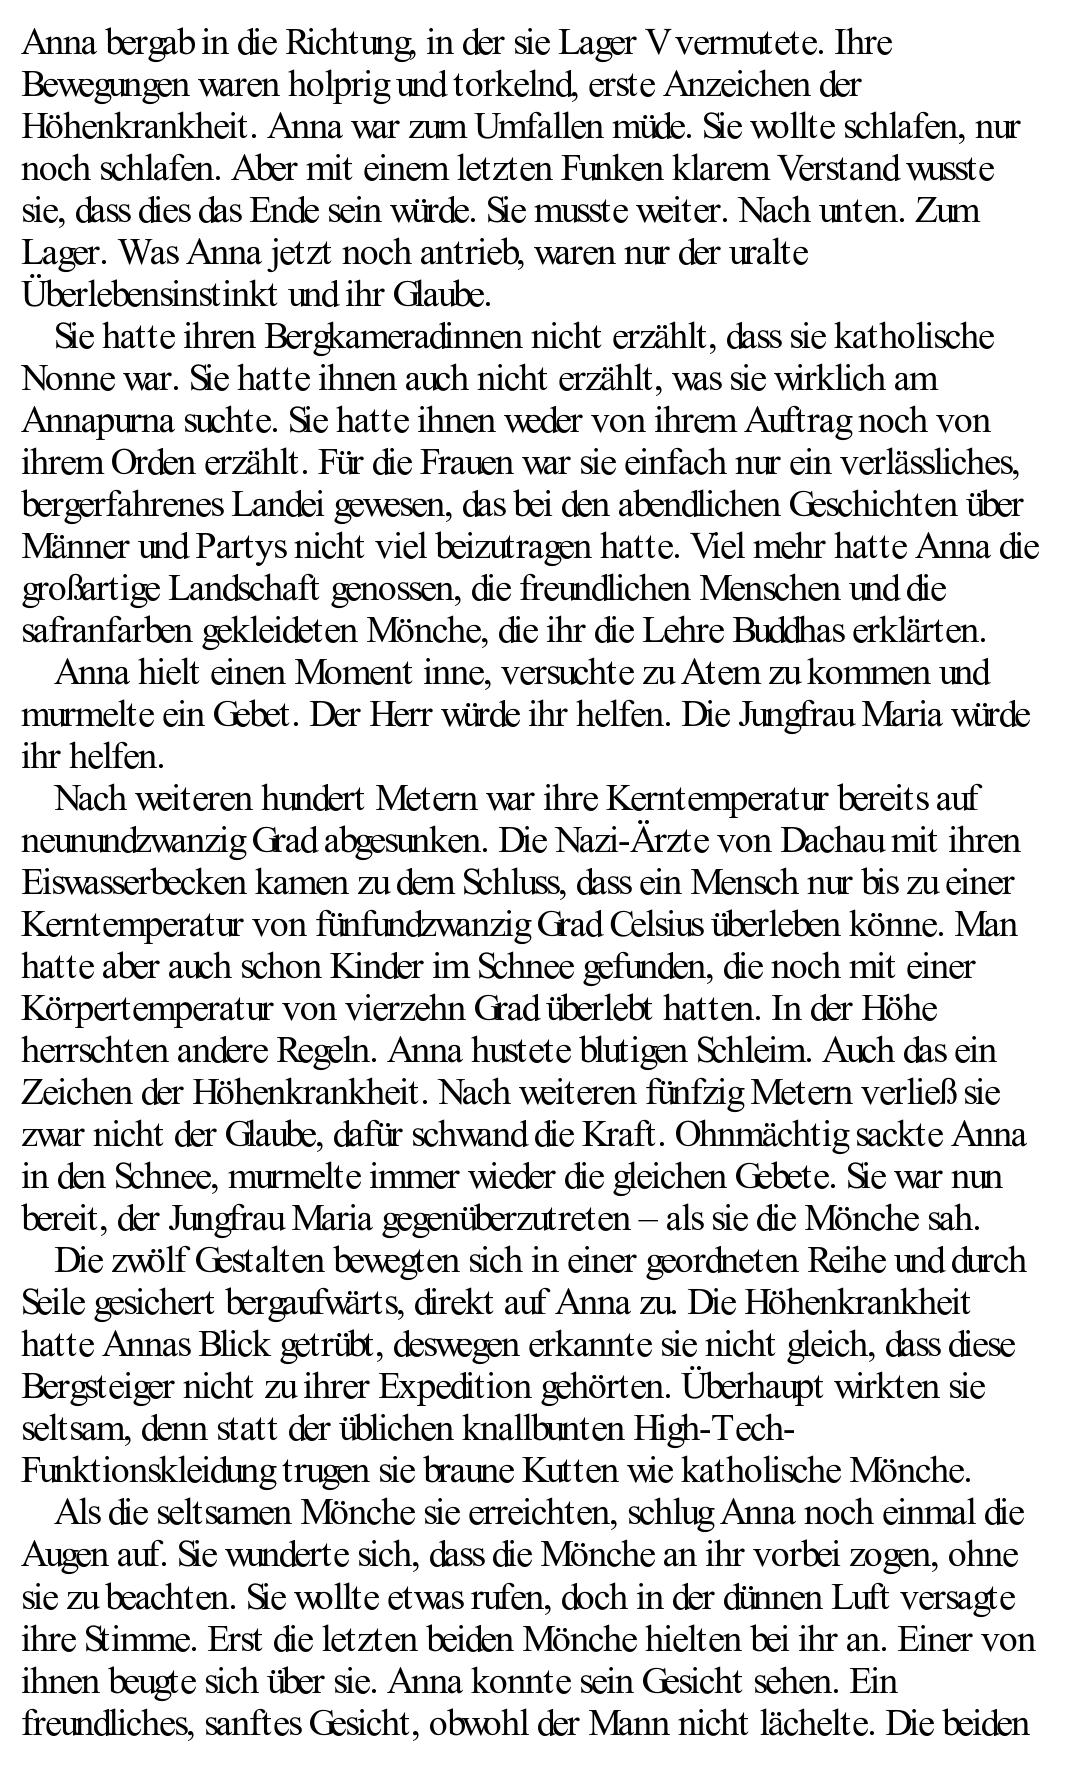 Anna bergab in die Richtung, in der sie Lager V vermutete. Ihre
Bewegungen waren holprig und torkelnd, erste Anzeichen der
Höhenkrankheit. Anna war zum Umfallen müde. Sie wollte schlafen, nur
noch schlafen. Aber mit einem letzten Funken klarem Verstand wusste
sie, dass dies das Ende sein würde. Sie musste weiter. Nach unten. Zum
Lager. Was Anna jetzt noch antrieb, waren nur der uralte
Überlebensinstinkt und ihr Glaube.
Sie hatte ihren Bergkameradinnen nicht erzählt, dass sie katholische
Nonne war. Sie hatte ihnen auch nicht erzählt, was sie wirklich am
Annapurna suchte. Sie hatte ihnen weder von ihrem Auftrag noch von
ihrem Orden erzählt. Für die Frauen war sie einfach nur ein verlässliches,
bergerfahrenes Landei gewesen, das bei den abendlichen Geschichten über
Männer und Partys nicht viel beizutragen hatte. Viel mehr hatte Anna die
großartige Landschaft genossen, die freundlichen Menschen und die
safranfarben gekleideten Mönche, die ihr die Lehre Buddhas erklärten.
Anna hielt einen Moment inne, versuchte zu Atem zu kommen und
murmelte ein Gebet. Der Herr würde ihr helfen. Die Jungfrau Maria würde
ihr helfen.
Nach weiteren hundert Metern war ihre Kerntemperatur bereits auf
neunundzwanzig Grad abgesunken. Die Nazi-Ärzte von Dachau mit ihren
Eiswasserbecken kamen zu dem Schluss, dass ein Mensch nur bis zu einer
Kerntemperatur von fünfundzwanzig Grad Celsius überleben könne. Man
hatte aber auch schon Kinder im Schnee gefunden, die noch mit einer
Körpertemperatur von vierzehn Grad überlebt hatten. In der Höhe
herrschten andere Regeln. Anna hustete blutigen Schleim. Auch das ein
Zeichen der Höhenkrankheit. Nach weiteren fünfzig Metern verließ sie
zwar nicht der Glaube, dafür schwand die Kraft. Ohnmächtig sackte Anna
in den Schnee, murmelte immer wieder die gleichen Gebete. Sie war nun
bereit, der Jungfrau Maria gegenüberzutreten – als sie die Mönche sah.
Die zwölf Gestalten bewegten sich in einer geordneten Reihe und durch
Seile gesichert bergaufwärts, direkt auf Anna zu. Die Höhenkrankheit
hatte Annas Blick getrübt, deswegen erkannte sie nicht gleich, dass diese
Bergsteiger nicht zu ihrer Expedition gehörten. Überhaupt wirkten sie
seltsam, denn statt der üblichen knallbunten High-Tech-
Funktionskleidung trugen sie braune Kutten wie katholische Mönche.
Als die seltsamen Mönche sie erreichten, schlug Anna noch einmal die
Augen auf. Sie wunderte sich, dass die Mönche an ihr vorbei zogen, ohne
sie zu beachten. Sie wollte etwas rufen, doch in der dünnen Luft versagte
ihre Stimme. Erst die letzten beiden Mönche hielten bei ihr an. Einer von
ihnen beugte sich über sie. Anna konnte sein Gesicht sehen. Ein
freundliches, sanftes Gesicht, obwohl der Mann nicht lächelte. Die beiden